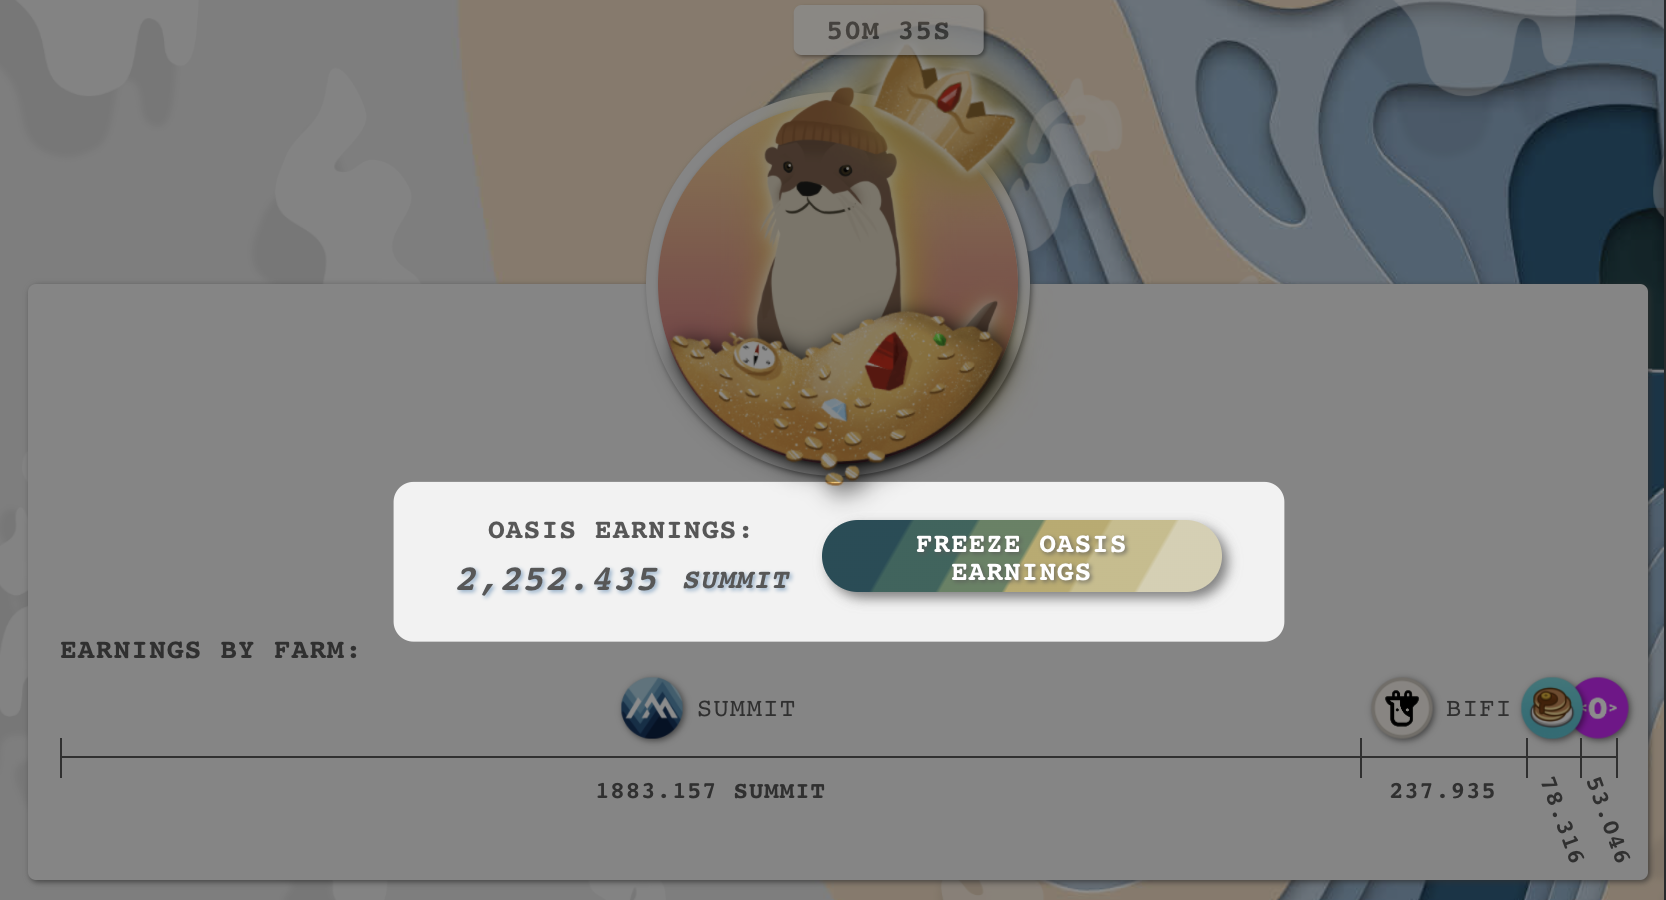 50M 35S
OASIS EARNINGS:
2,252.435 SUMMIT
FREEZE OASIS
EARNINGS
EARNINGS BY FARM:
SUMMIT
BIFI
<0>
1883.157 SUMMIT
237.935
78.316
53.046